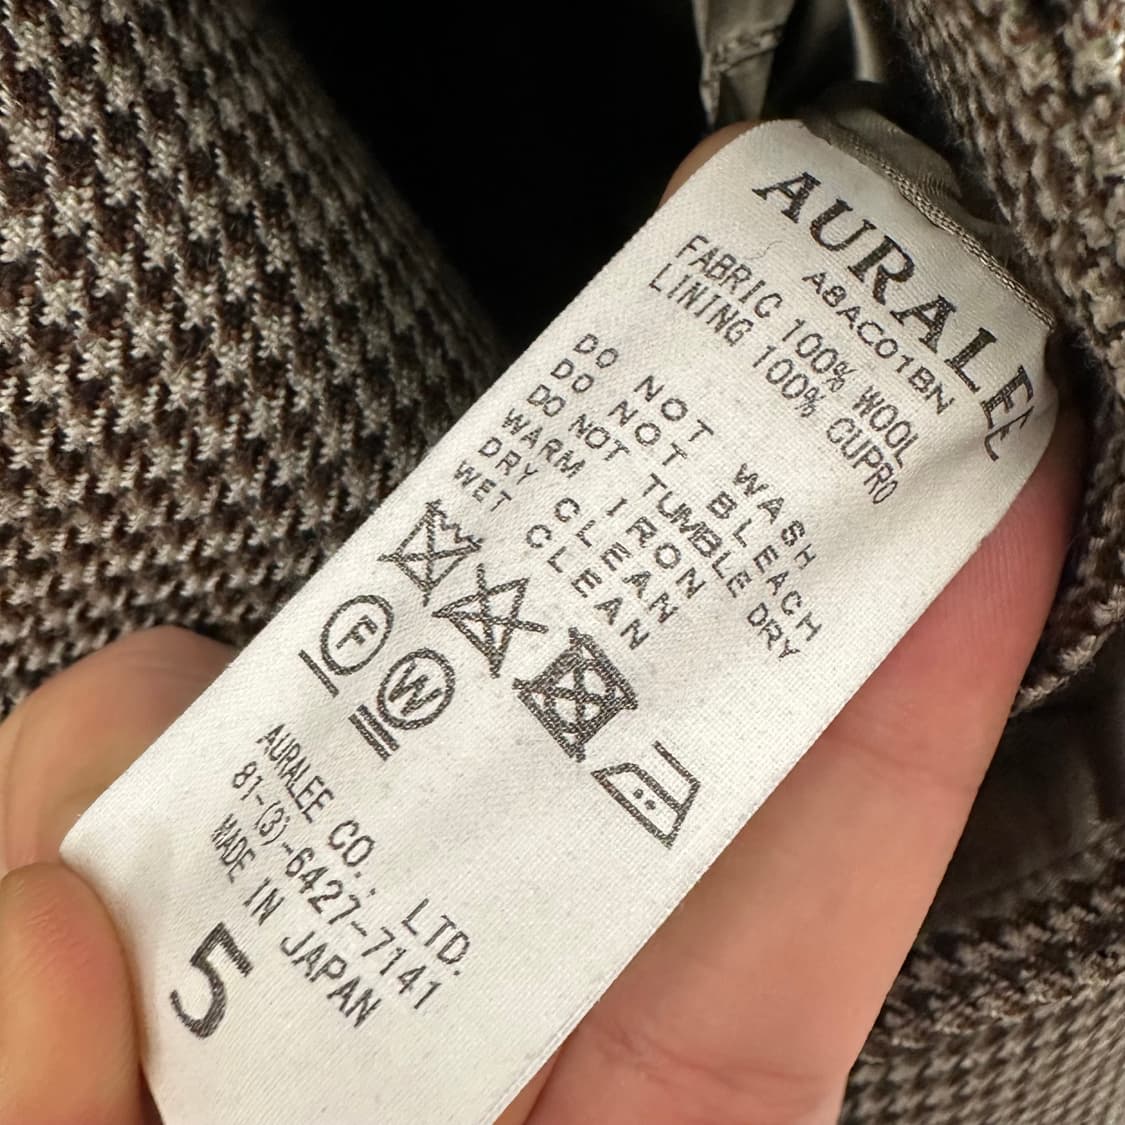 AURALEE
A8AC01BN
FABRIC 100% WOOL
LINING 100% CUPRO
DO NOT WASH
DO NOT BLEACH
DO NOT TUMBLE DRY
WARM IRON
DRY CLEAN
WET CLEAN
F
W
AURALEE CO., LTD.
81-(3)-6427-7141
MADE IN JAPAN
5